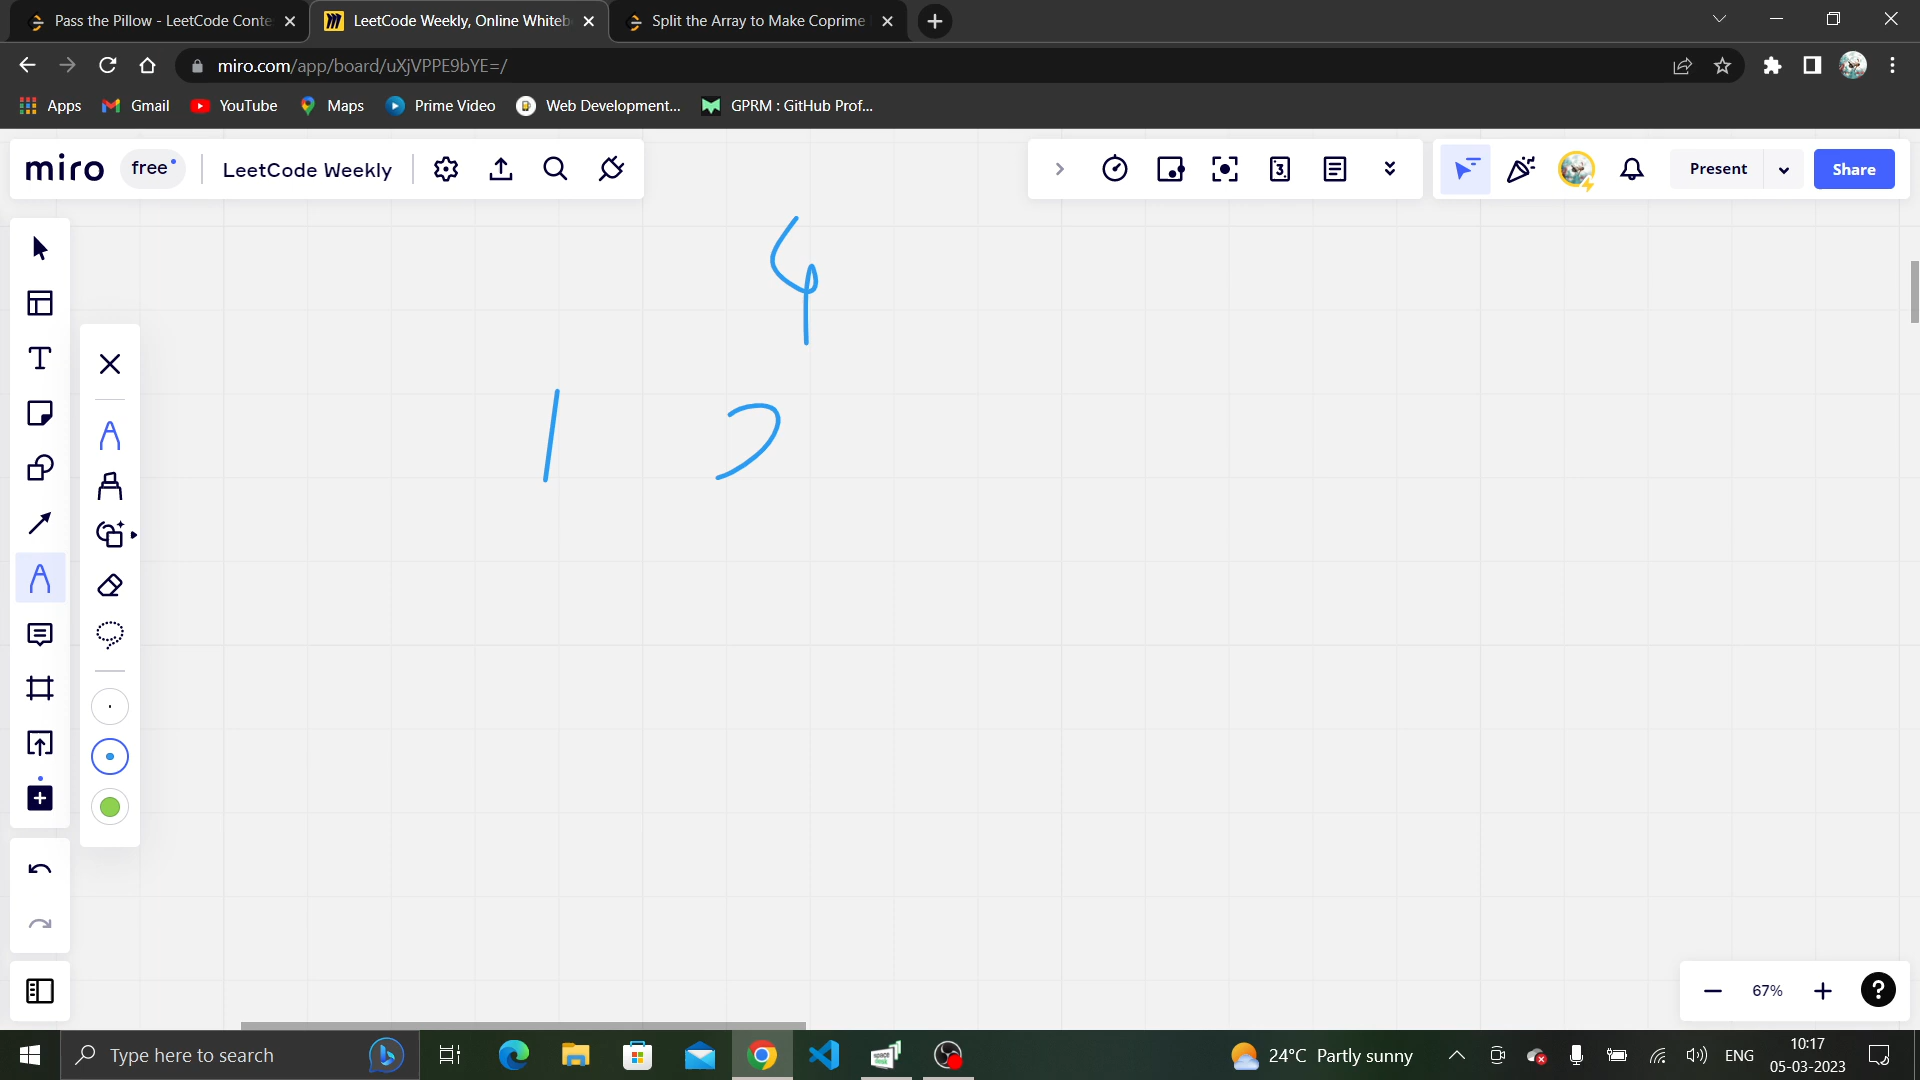 Pass the Pillow - LeetCode Conte
LeetCode Weekly, Online Whiteb
Split the Array to Make Coprime
miro.com/app/board/uXjVPPE9bYE=/
Apps
Gmail
YouTube
Maps
Prime Video
Web Development...
GPRM : GitHub Prof...
miro
free
LeetCode Weekly
3
Present
Share
4
1
67%
?
Type here to search
24°C Partly sunny
ENG
10:17
05-03-2023